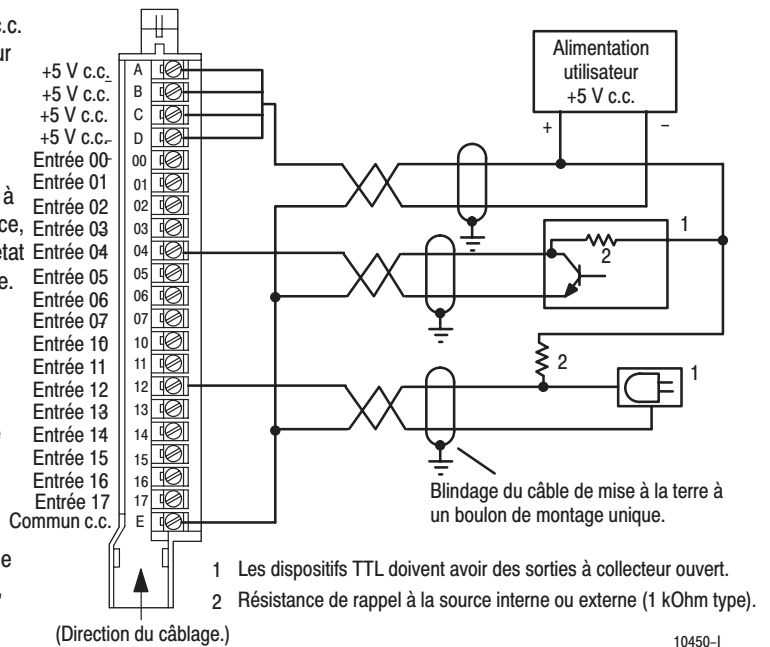 c.c.
ur
à
ce,
état
e.
e
e
,
+5 V c.c. A
+5 V c.c. B
+5 V c.c. C
+5 V c.c. D
Entrée 00 00
Entrée 01 01
Entrée 02 02
Entrée 03 03
Entrée 04 04
Entrée 05 05
Entrée 06 06
Entrée 07 07
Entrée 10 10
Entrée 11 11
Entrée 12 12
Entrée 13 13
Entrée 14 14
Entrée 15 15
Entrée 16 16
Entrée 17 17
Commun c.c. E
(Direction du câblage.)
Alimentation
utilisateur
+5 V c.c.
+ –
1
2
2
1
Blindage du câble de mise à la terre à
un boulon de montage unique.
1 Les dispositifs TTL doivent avoir des sorties à collecteur ouvert.
2 Résistance de rappel à la source interne ou externe (1 kOhm type).
10450–I